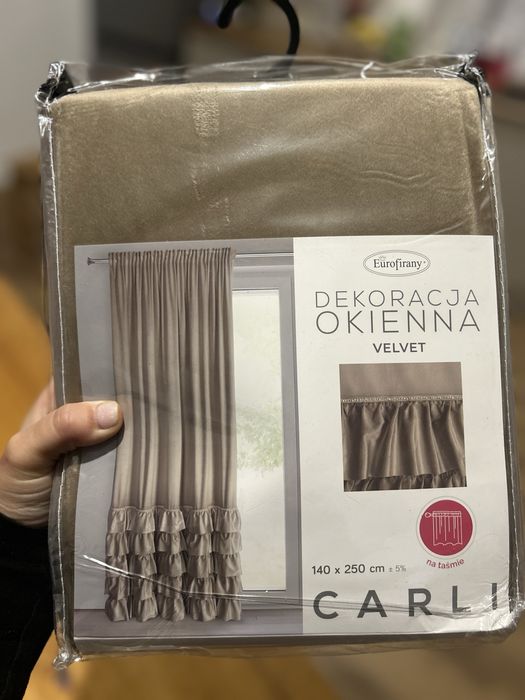 Eurofirany
DEKORACJA
OKIENNA
VELVET
140 x 250 cm ± 5%
na taśmie
CARLI